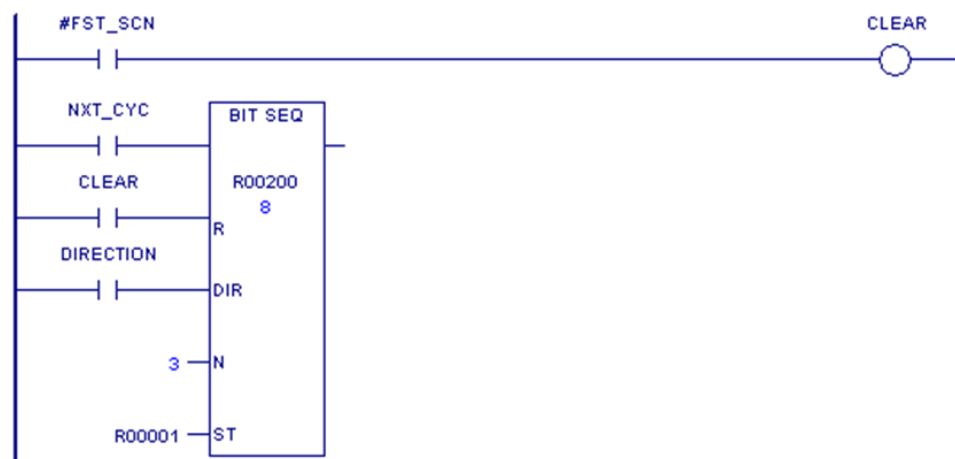 #FST_SCN
CLEAR
NXT_CYC
BIT SEQ
CLEAR
R00200
8
R
DIRECTION
DIR
3
N
R00001
ST